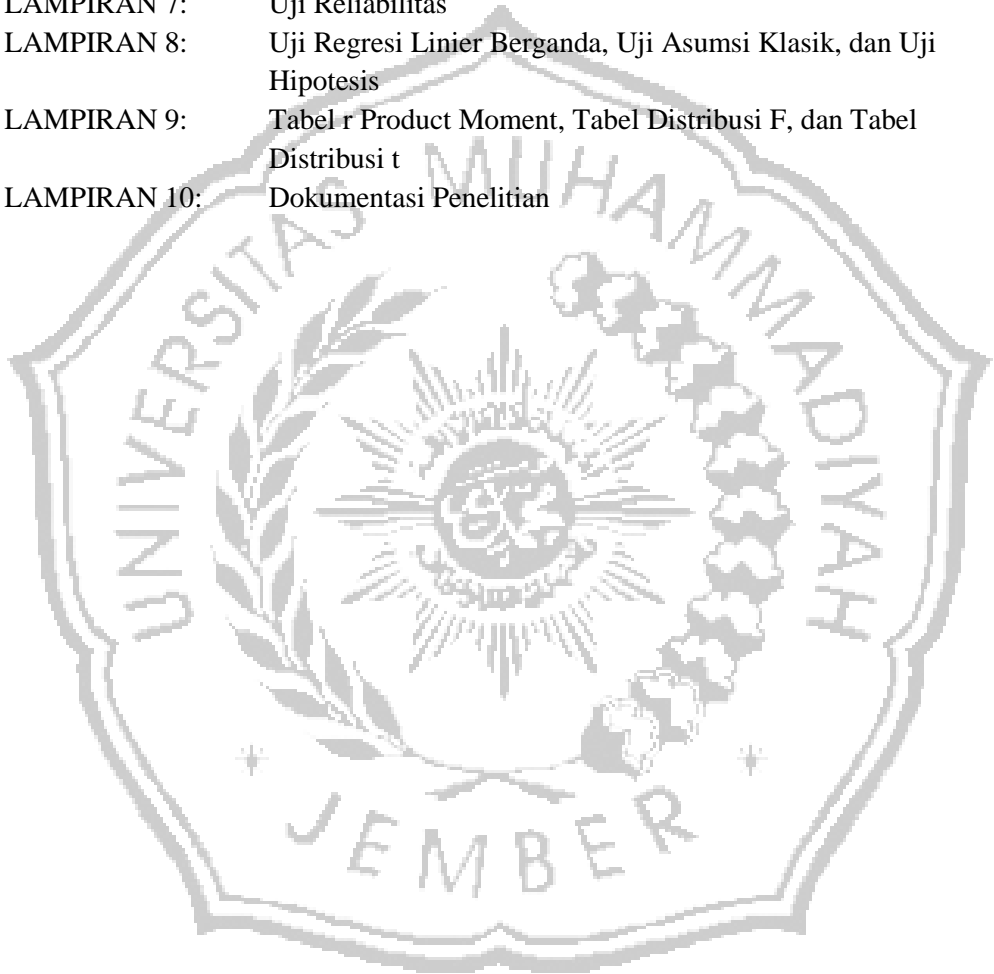 LAMPIRAN 7: Uji Reliabilitas
LAMPIRAN 8: Uji Regresi Linier Berganda, Uji Asumsi Klasik, dan Uji
Hipotesis
LAMPIRAN 9: Tabel r Product Moment, Tabel Distribusi F, dan Tabel
Distribusi t
LAMPIRAN 10: Dokumentasi Penelitian
UNIVERSITAS MUHAMMADIYAH
JEMBER